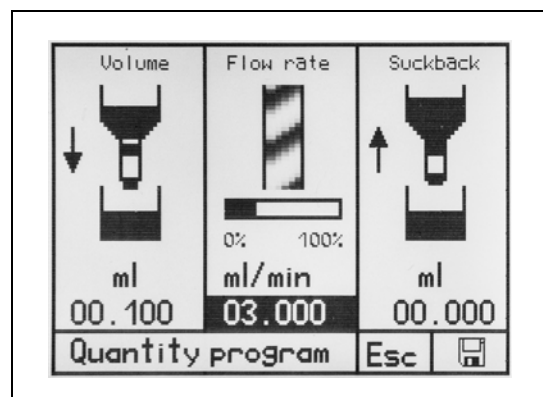 Volume Flow rate Suckback
0% 100%
ml ml/min ml
00.100 03.000 00.000
Quantity program Esc